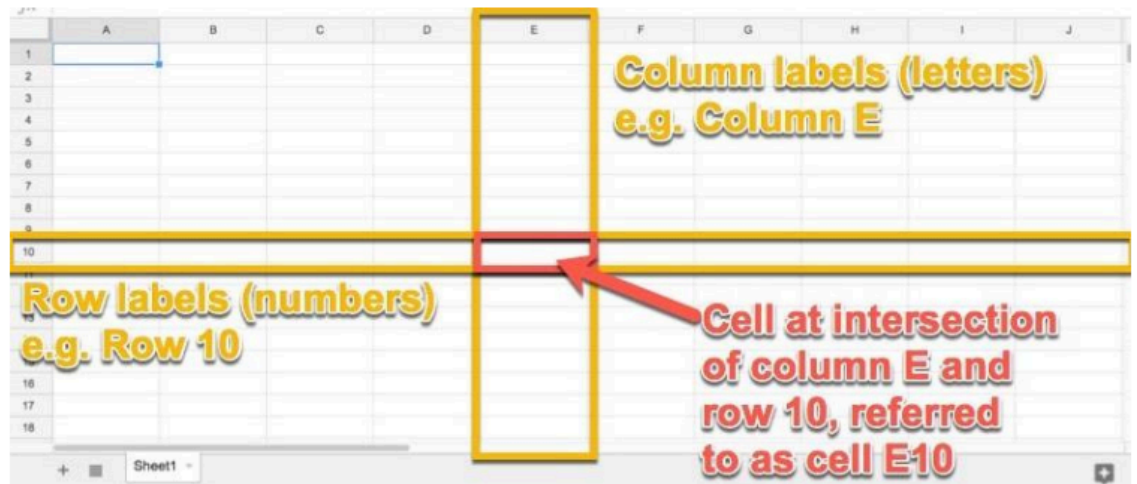 A B C D E F G H I J
1
2
3
4
5
6
7
8
9
10
Column labels (letters)
e.g. Column E
Row labels (numbers)
e.g. Row 10
16
17
18
Cell at intersection
of column E and
row 10, referred
to as cell E10
+ Sheet1